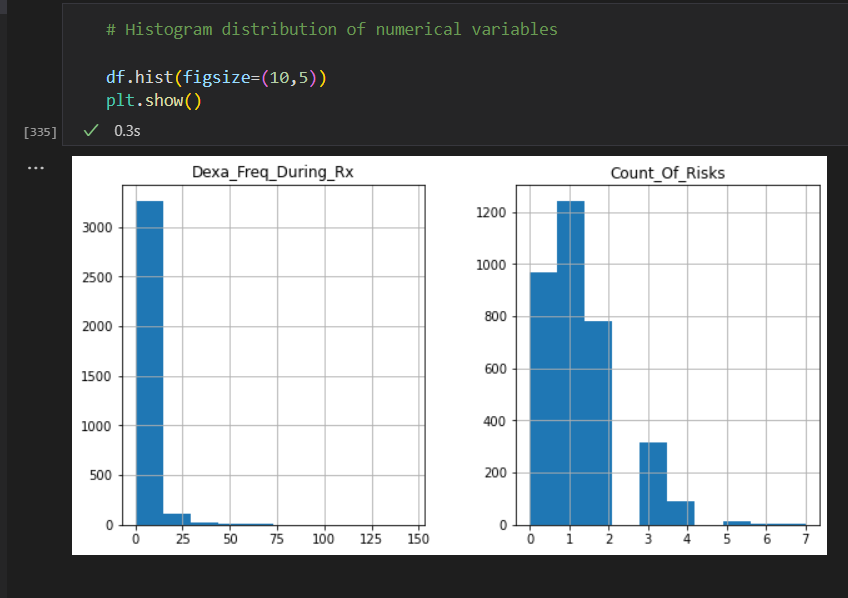 # Histogram distribution of numerical variables
df.hist(figsize=(10,5))
plt.show()
[335]
0.3s
...
Dexa_Freq_During_Rx
3000
2500
2000
1500
1000
500
0
0 25 50 75 100 125 150
Count_Of_Risks
1200
1000
800
600
400
200
0
0 1 2 3 4 5 6 7